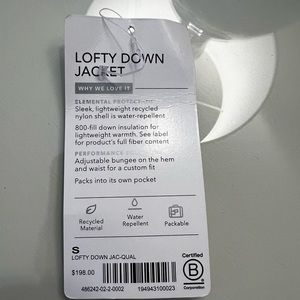 LOFTY DOWN
JACKET
WHY WE LOVE IT
ELEMENTAL PROTECTION
Sleek, lightweight recycled
nylon shell is water-repellent
800-fill down insulation for
lightweight warmth. See label
for product's full fiber content
PERFORMANCE
Adjustable bungee on the hem
and waist for a custom fit
Packs into its own pocket
Recycled
Material
Water
Repellent
Packable
S
LOFTY DOWN JAC-QUAL
$198.00
486242-02-2-0002
194943100023
Certified
B
Corporation